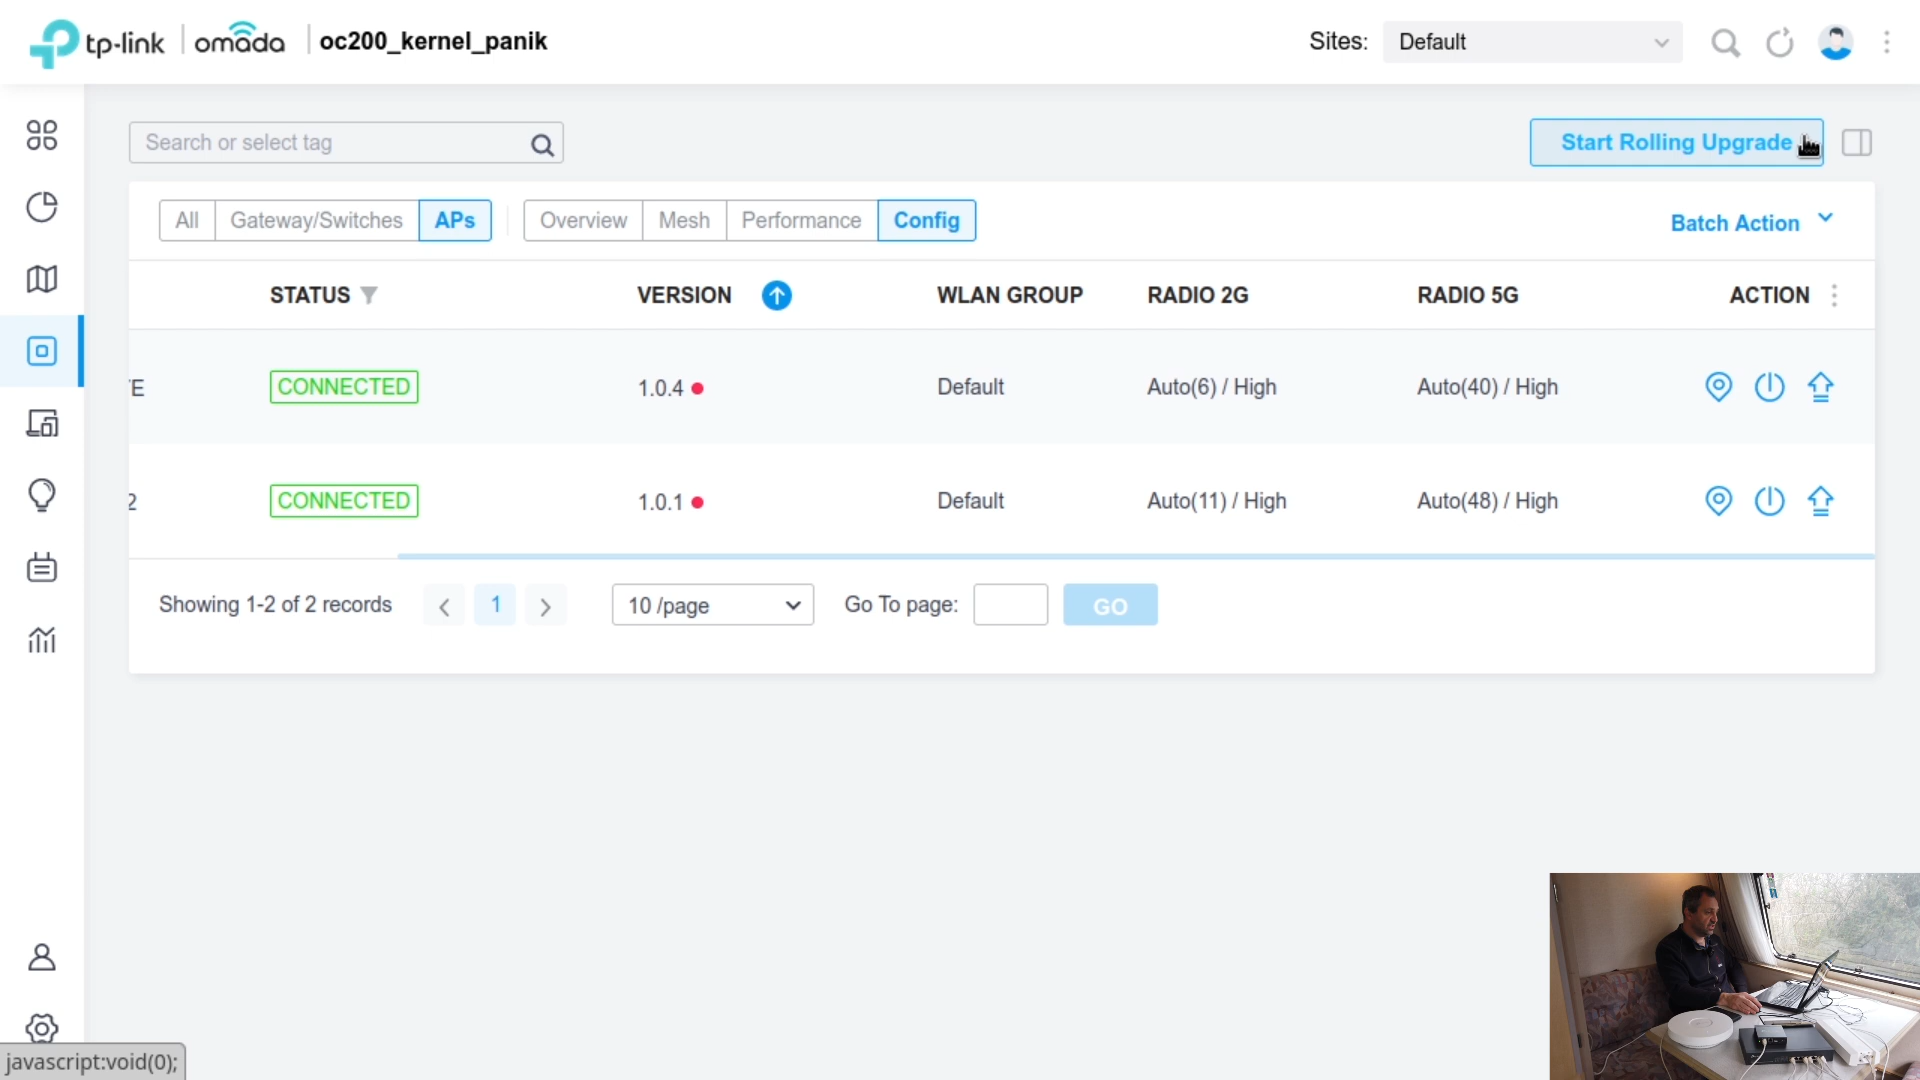 tp-link omada oc200_kernel_panik Sites: Default
Search or select tag Start Rolling Upgrade
All Gateway/Switches APs Overview Mesh Performance Config Batch Action
STATUS VERSION WLAN GROUP RADIO 2G RADIO 5G ACTION
E CONNECTED 1.0.4 Default Auto(6) / High Auto(40) / High
2 CONNECTED 1.0.1 Default Auto(11) / High Auto(48) / High
Showing 1-2 of 2 records 1 10 /page Go To page: GO
javascript:void(0);